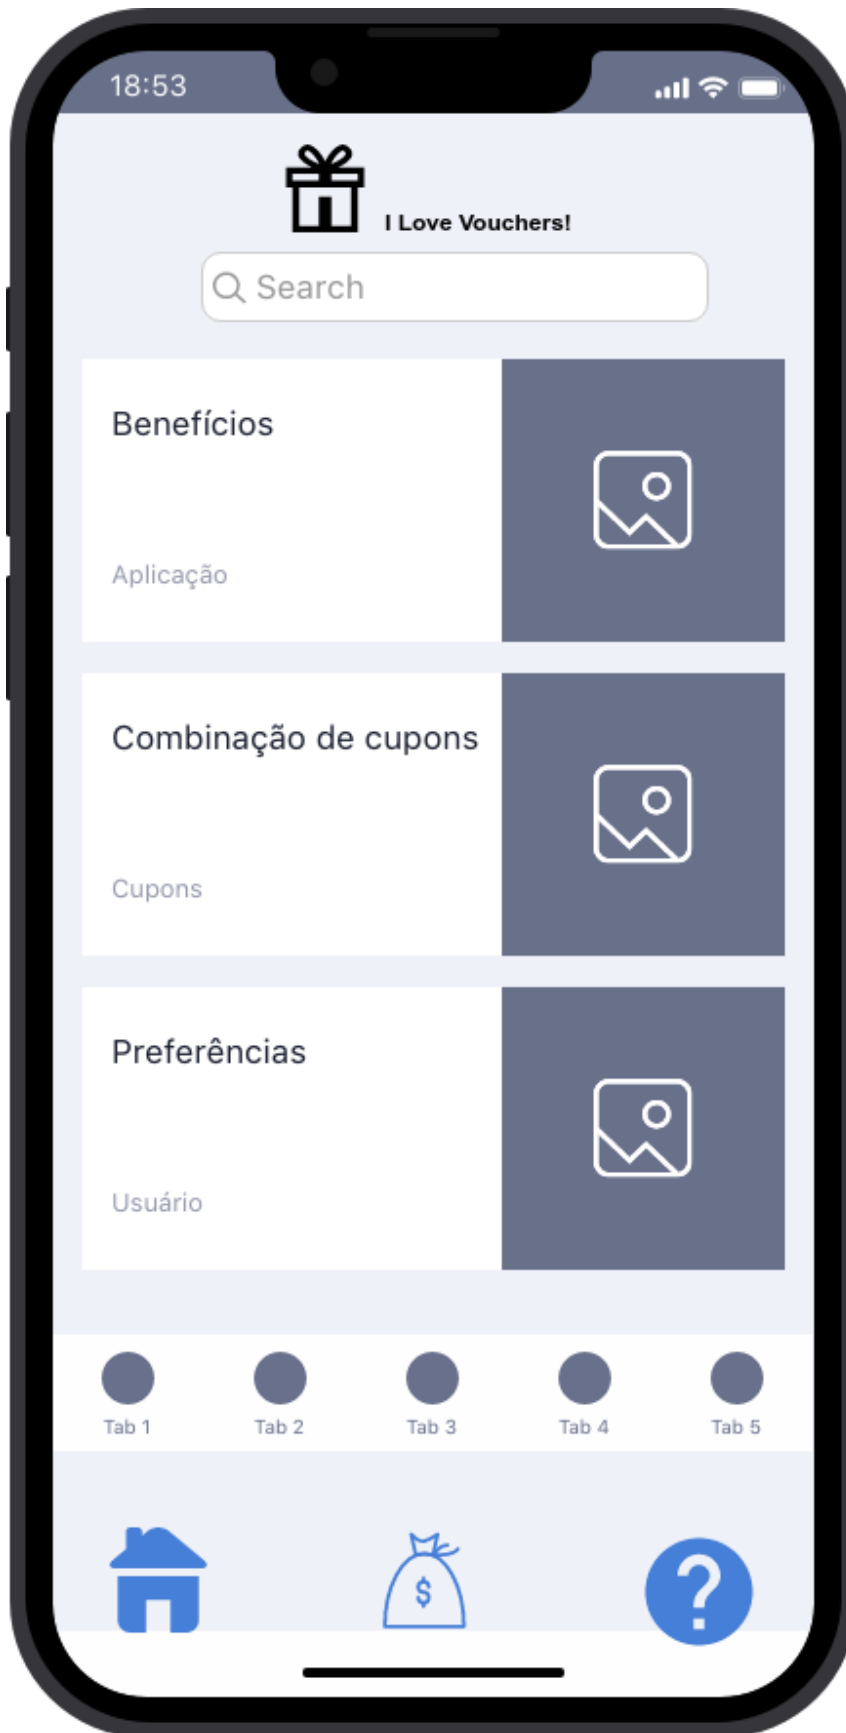 18:53
I Love Vouchers!
Search
Benefícios
Aplicação
Combinação de cupons
Cupons
Preferências
Usuário
Tab 1 Tab 2 Tab 3 Tab 4 Tab 5
$
?